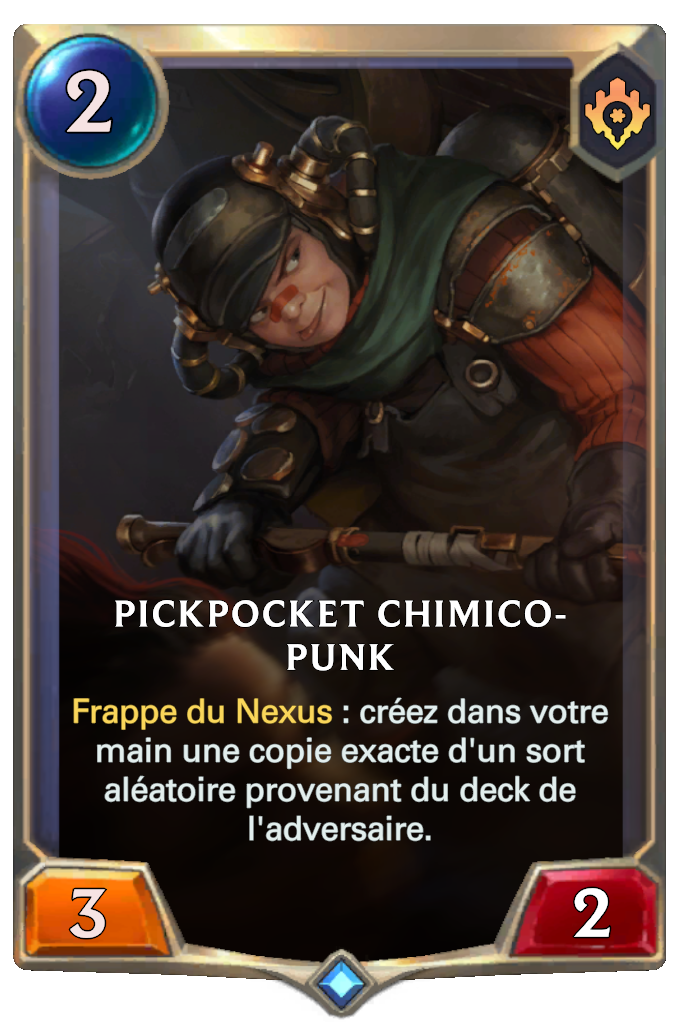 2
PICKPOCKET CHIMICO-
PUNK
Frappe du Nexus : créez dans votre
main une copie exacte d'un sort
aléatoire provenant du deck de
l'adversaire.
3
2